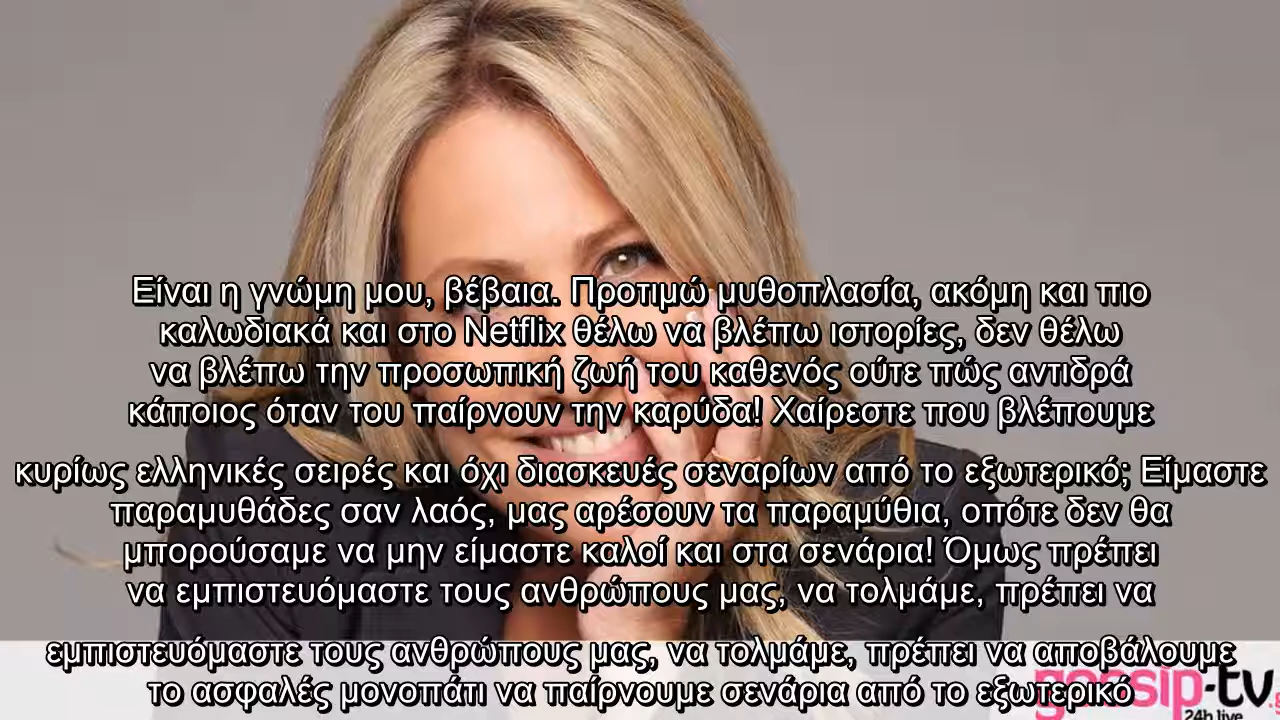 Είναι η γνώμη μου, βέβαια. Προτιμώ μυθοπλασία, ακόμη και πιο
καλωδιακά και στο Netflix θέλω να βλέπω ιστορίες, δεν θέλω
να βλέπω την προσωπική ζωή του καθενός ούτε πώς αντιδρά
κάποιος όταν του παίρνουν την καρύδα! Χαίρεστε που βλέπουμε
κυρίως ελληνικές σειρές και όχι διασκευές σεναρίων από το εξωτερικό; Είμαστε
παραμυθάδες σαν λαός, μας αρέσουν τα παραμύθια, οπότε δεν θα
μπορούσαμε να μην είμαστε καλοί και στα σενάρια! Όμως πρέπει
να εμπιστευόμαστε τους ανθρώπους μας, να τολμάμε, πρέπει να
εμπιστευόμαστε τους ανθρώπους μας, να τολμάμε, πρέπει να αποβάλουμε
το ασφαλές μονοπάτι να παίρνουμε σενάρια από το εξωτερικό
gossip-tv.g
24h live